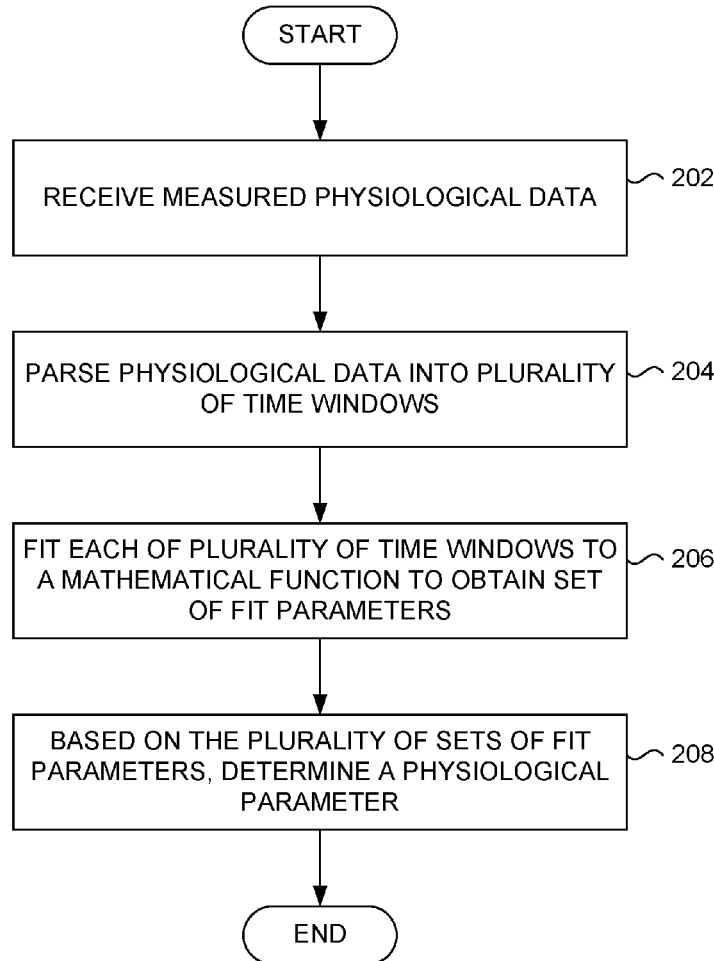 START
RECEIVE MEASURED PHYSIOLOGICAL DATA
202
PARSE PHYSIOLOGICAL DATA INTO PLURALITY
OF TIME WINDOWS
204
FIT EACH OF PLURALITY OF TIME WINDOWS TO
A MATHEMATICAL FUNCTION TO OBTAIN SET
OF FIT PARAMETERS
206
BASED ON THE PLURALITY OF SETS OF FIT
PARAMETERS, DETERMINE A PHYSIOLOGICAL
PARAMETER
208
END